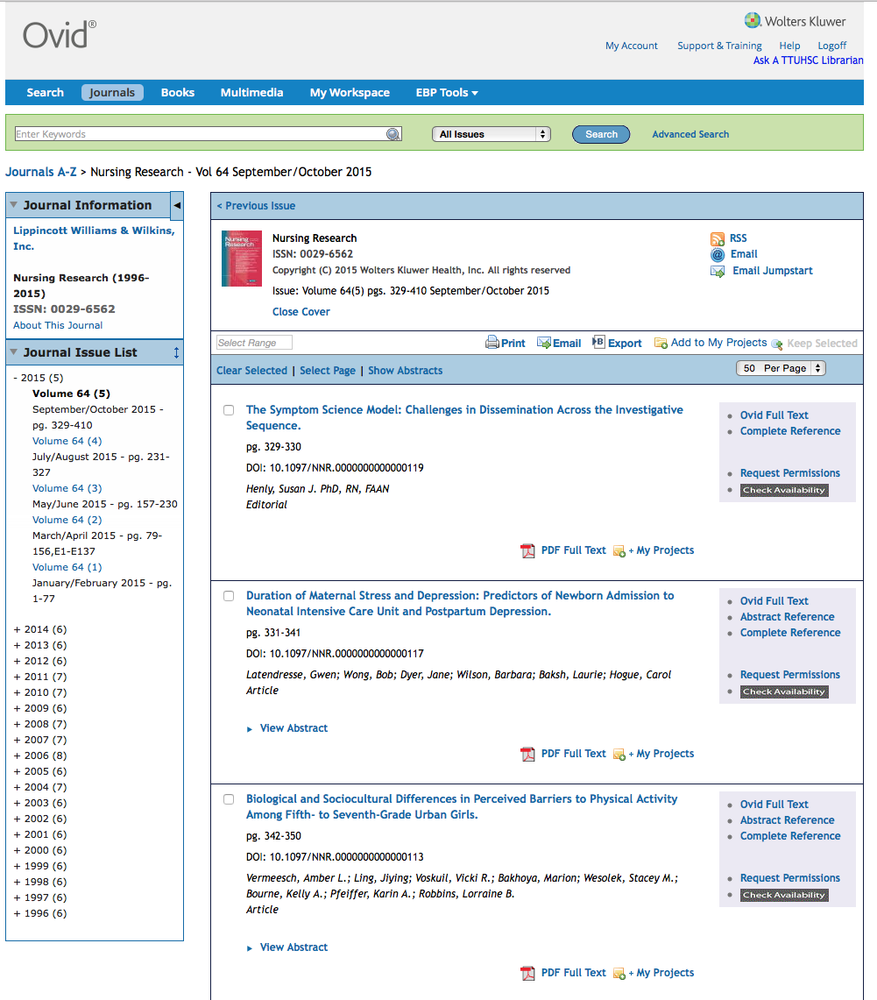 Ovid®
Wolters Kluwer
My Account Support & Training Help Logoff
Ask A TTUHSC Librarian
Search Journals Books Multimedia My Workspace EBP Tools
Enter Keywords All Issues Search Advanced Search
Journals A-Z > Nursing Research - Vol 64 September/October 2015
Journal Information
Lippincott Williams & Wilkins,
Inc.
Nursing Research (1996-
2015)
ISSN: 0029-6562
About This Journal
Journal Issue List
- 2015 (5)
Volume 64 (5)
September/October 2015 -
pg. 329-410
Volume 64 (4)
July/August 2015 - pg. 231-
327
Volume 64 (3)
May/June 2015 - pg. 157-230
Volume 64 (2)
March/April 2015 - pg. 79-
156,E1-E137
Volume 64 (1)
January/February 2015 - pg.
1-77
+ 2014 (6)
+ 2013 (6)
+ 2012 (6)
+ 2011 (7)
+ 2010 (7)
+ 2009 (6)
+ 2008 (7)
+ 2007 (7)
+ 2006 (8)
+ 2005 (6)
+ 2004 (7)
+ 2003 (6)
+ 2002 (6)
+ 2001 (6)
+ 2000 (6)
+ 1999 (6)
+ 1998 (6)
+ 1997 (6)
+ 1996 (6)
< Previous Issue
Nursing
Research
Nursing Research
ISSN: 0029-6562
Copyright (C) 2015 Wolters Kluwer Health, Inc. All rights reserved
Issue: Volume 64(5) pgs. 329-410 September/October 2015
Close Cover
RSS
Email
Email Jumpstart
Select Range Print Email Export Add to My Projects Keep Selected
Clear Selected | Select Page | Show Abstracts 50 Per Page
The Symptom Science Model: Challenges in Dissemination Across the Investigative
Sequence.
pg. 329-330
DOI: 10.1097/NNR.0000000000000119
Henly, Susan J. PhD, RN, FAAN
Editorial
Ovid Full Text
Complete Reference
Request Permissions
Check Availability
PDF Full Text + My Projects
Duration of Maternal Stress and Depression: Predictors of Newborn Admission to
Neonatal Intensive Care Unit and Postpartum Depression.
pg. 331-341
DOI: 10.1097/NNR.0000000000000117
Latendresse, Gwen; Wong, Bob; Dyer, Jane; Wilson, Barbara; Baksh, Laurie; Hogue, Carol
Article
View Abstract
Ovid Full Text
Abstract Reference
Complete Reference
Request Permissions
Check Availability
PDF Full Text + My Projects
Biological and Sociocultural Differences in Perceived Barriers to Physical Activity
Among Fifth- to Seventh-Grade Urban Girls.
pg. 342-350
DOI: 10.1097/NNR.0000000000000113
Vermeesch, Amber L.; Ling, Jiying; Voskuil, Vicki R.; Bakhoya, Marion; Wesolek, Stacey M.;
Bourne, Kelly A.; Pfeiffer, Karin A.; Robbins, Lorraine B.
Article
View Abstract
Ovid Full Text
Abstract Reference
Complete Reference
Request Permissions
Check Availability
PDF Full Text + My Projects